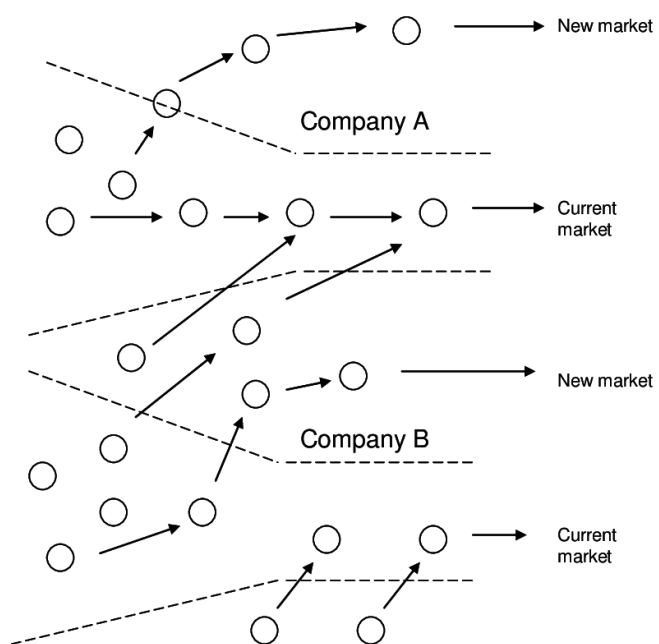 New market
Company A
Current
market
New market
Company B
Current
market